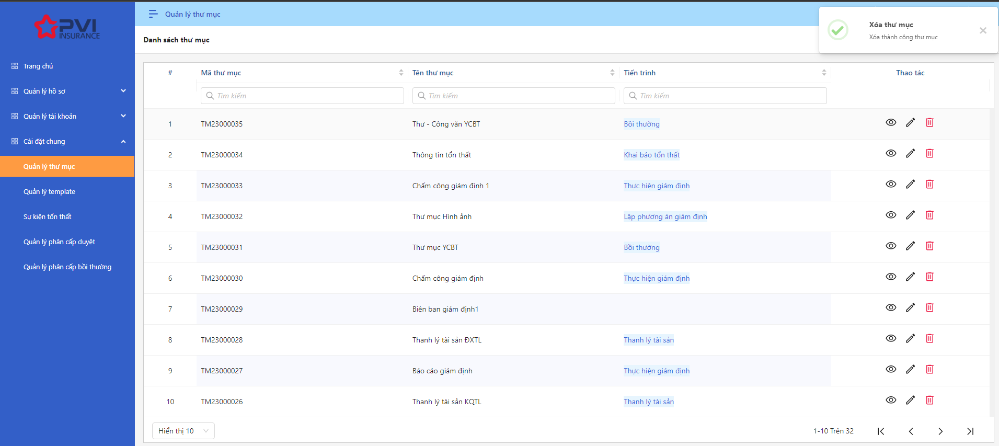 PVI
INSURANCE
Trang chủ
Quản lý hồ sơ
Quản lý tài khoản
Cài đặt chung
Quản lý thư mục
Quản lý template
Sự kiện tổn thất
Quản lý phân cấp duyệt
Quản lý phân cấp bồi thường
Quản lý thư mục
Danh sách thư mục
Xóa thư mục
Xóa thành công thư mục
# Mã thư mục Tên thư mục Tiến trình Thao tác
Tìm kiếm Tìm kiếm Tìm kiếm
1 TM23000035 Thư - Công văn YCBT Bồi thường
2 TM23000034 Thông tin tổn thất Khai báo tổn thất
3 TM23000033 Chấm công giám định 1 Thực hiện giám định
4 TM23000032 Thư mục Hình ảnh Lập phương án giám định
5 TM23000031 Thư mục YCBT Bồi thường
6 TM23000030 Chấm công giám định Thực hiện giám định
7 TM23000029 Biên ban giám định1
8 TM23000028 Thanh lý tài sản ĐXTL Thanh lý tài sản
9 TM23000027 Báo cáo giám định Thực hiện giám định
10 TM23000026 Thanh lý tài sản KQTL Thanh lý tài sản
Hiển thị 10 1-10 Trên 32